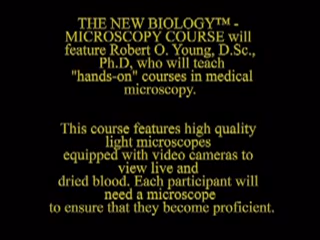 THE NEW BIOLOGY™ -
MICROSCOPY COURSE will
feature Robert O. Young, D.Sc.,
Ph.D, who will teach
"hands-on" courses in medical
microscopy.
This course features high quality
light microscopes
equipped with video cameras to
view live and
dried blood. Each participant will
need a microscope
to ensure that they become proficient.